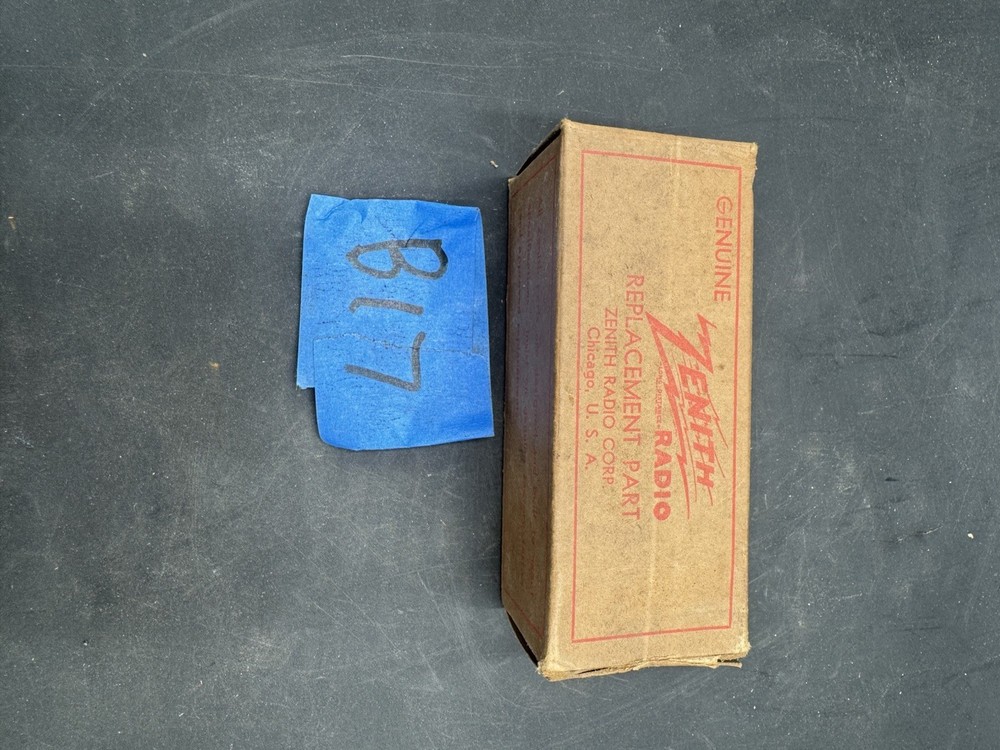 B17
GENUINE
ZENITH
RADIO
REPLACEMENT PART
ZENITH RADIO CORP.
Chicago, U. S. A.